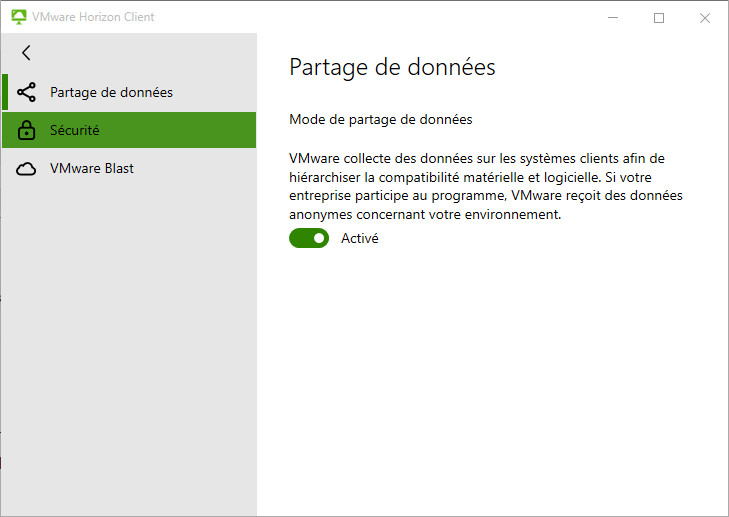 VMware Horizon Client
Partage de données
Sécurité
VMware Blast
Partage de données
Mode de partage de données
VMware collecte des données sur les systèmes clients afin de
hiérarchiser la compatibilité matérielle et logicielle. Si votre
entreprise participe au programme, VMware reçoit des données
anonymes concernant votre environnement.
Activé